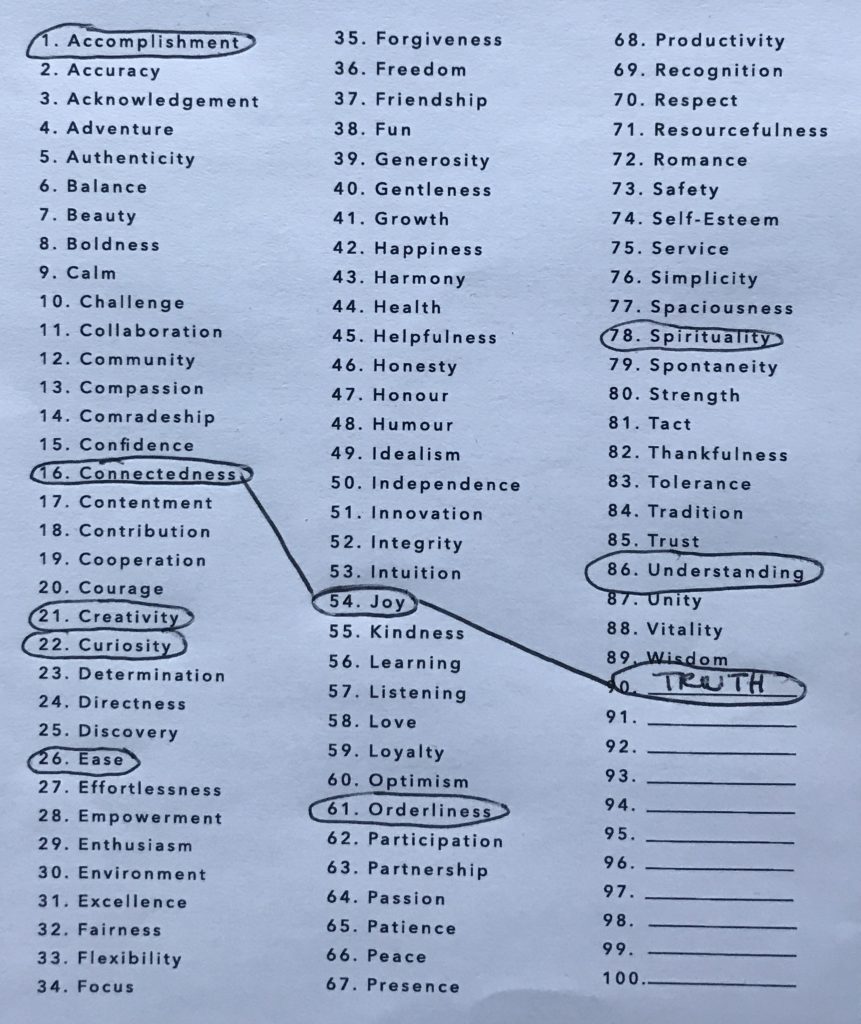 1. Accomplishment
2. Accuracy
3. Acknowledgement
4. Adventure
5. Authenticity
6. Balance
7. Beauty
8. Boldness
9. Calm
10. Challenge
11. Collaboration
12. Community
13. Compassion
14. Comradeship
15. Confidence
16. Connectedness
17. Contentment
18. Contribution
19. Cooperation
20. Courage
21. Creativity
22. Curiosity
23. Determination
24. Directness
25. Discovery
26. Ease
27. Effortlessness
28. Empowerment
29. Enthusiasm
30. Environment
31. Excellence
32. Fairness
33. Flexibility
34. Focus
35. Forgiveness
36. Freedom
37. Friendship
38. Fun
39. Generosity
40. Gentleness
41. Growth
42. Happiness
43. Harmony
44. Health
45. Helpfulness
46. Honesty
47. Honour
48. Humour
49. Idealism
50. Independence
51. Innovation
52. Integrity
53. Intuition
54. Joy
55. Kindness
56. Learning
57. Listening
58. Love
59. Loyalty
60. Optimism
61. Orderliness
62. Participation
63. Partnership
64. Passion
65. Patience
66. Peace
67. Presence
68. Productivity
69. Recognition
70. Respect
71. Resourcefulness
72. Romance
73. Safety
74. Self-Esteem
75. Service
76. Simplicity
77. Spaciousness
78. Spirituality
79. Spontaneity
80. Strength
81. Tact
82. Thankfulness
83. Tolerance
84. Tradition
85. Trust
86. Understanding
87. Unity
88. Vitality
89. Wisdom
90. TRUTH
91.
92.
93.
94.
95.
96.
97.
98.
99.
100.